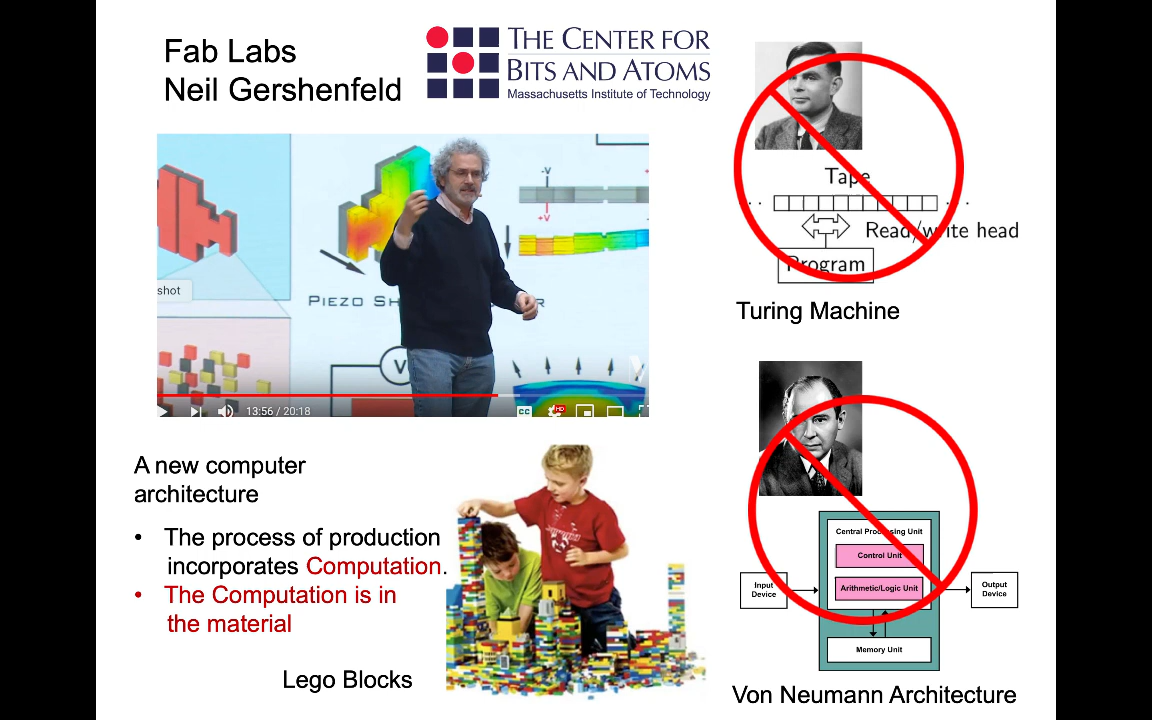 Fab Labs
Neil Gershenfeld
THE CENTER FOR
BITS AND ATOMS
Massachusetts Institute of Technology
Tape
Read/write head
Program
Turing Machine
-V
+V
shot
PIEZO SH
R
V
13:56 / 20:18
CC
HD
A new computer
architecture
• The process of production
incorporates Computation.
• The Computation is in
the material
Lego Blocks
Central Processing Unit
Control Unit
Arithmetic/Logic Unit
Input
Device
Output
Device
Memory Unit
Von Neumann Architecture